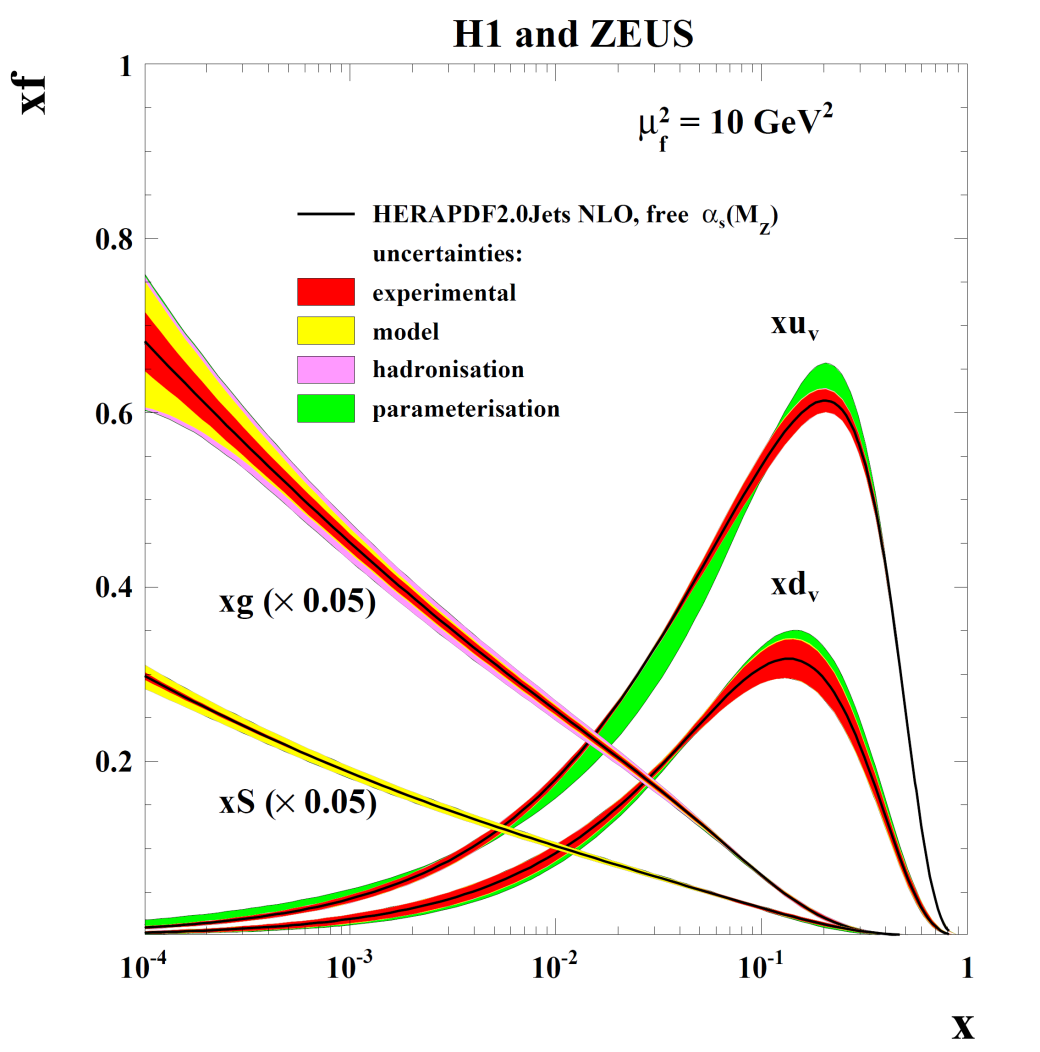 H1 and ZEUS
xf
1
μ_f^2 = 10 GeV^2
HERAPDF2.0Jets NLO, free α_s(M_Z)
uncertainties:
0.8
experimental
model
hadronisation
parameterisation
xu_v
0.6
0.4
xg (× 0.05)
xd_v
0.2
xS (× 0.05)
10^-4 10^-3 10^-2 10^-1 1
x